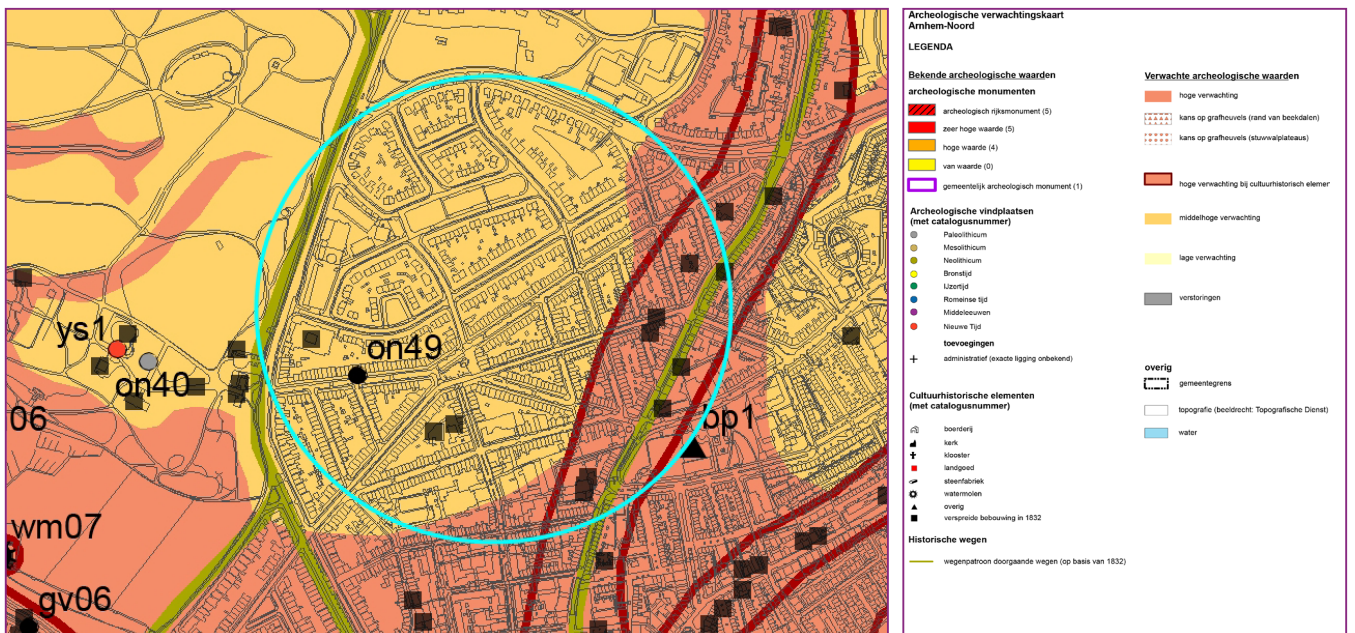 ys1
on40
06
on49
op1
wm07
gv06
Archeologische verwachtingskaart
Arnhem-Noord
LEGENDA
Bekende archeologische waarden
archeologische monumenten
archeologisch rijksmonument (5)
zeer hoge waarde (5)
hoge waarde (4)
van waarde (0)
gemeentelijk archeologisch monument (1)
Archeologische vindplaatsen
(met catalogusnummer)
Paleolithicum
Mesolithicum
Neolithicum
Bronstijd
IJzertijd
Romeinse tijd
Middeleeuwen
Nieuwe Tijd
toevoegingen
administratief (exacte ligging onbekend)
Cultuurhistorische elementen
(met catalogusnummer)
boerderij
kerk
klooster
landgoed
steenfabriek
watermolen
overig
verspreide bebouwing in 1832
Historische wegen
wegenpatroon doorgaande wegen (op basis van 1832)
Verwachte archeologische waarden
hoge verwachting
kans op grafheuvels (rand van beekdalen)
kans op grafheuvels (stuwwalplateaus)
hoge verwachting bij cultuurhistorisch elemen
middelhoge verwachting
lage verwachting
verstoringen
overig
gemeentegrens
topografie (beeldrecht: Topografische Dienst)
water